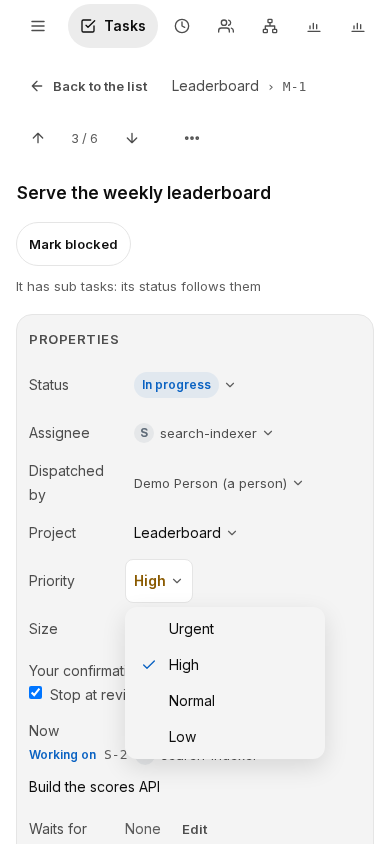 Tasks
Back to the list
Leaderboard › M-1
3 / 6
Serve the weekly leaderboard
Mark blocked
It has sub tasks: its status follows them
PROPERTIES
Status In progress
Assignee S search-indexer
Dispatched by Demo Person (a person)
Project Leaderboard
Priority High
Urgent
High
Normal
Low
Size
Your
Stop at
Now
Working on
Build the scores API
Waits for None Edit